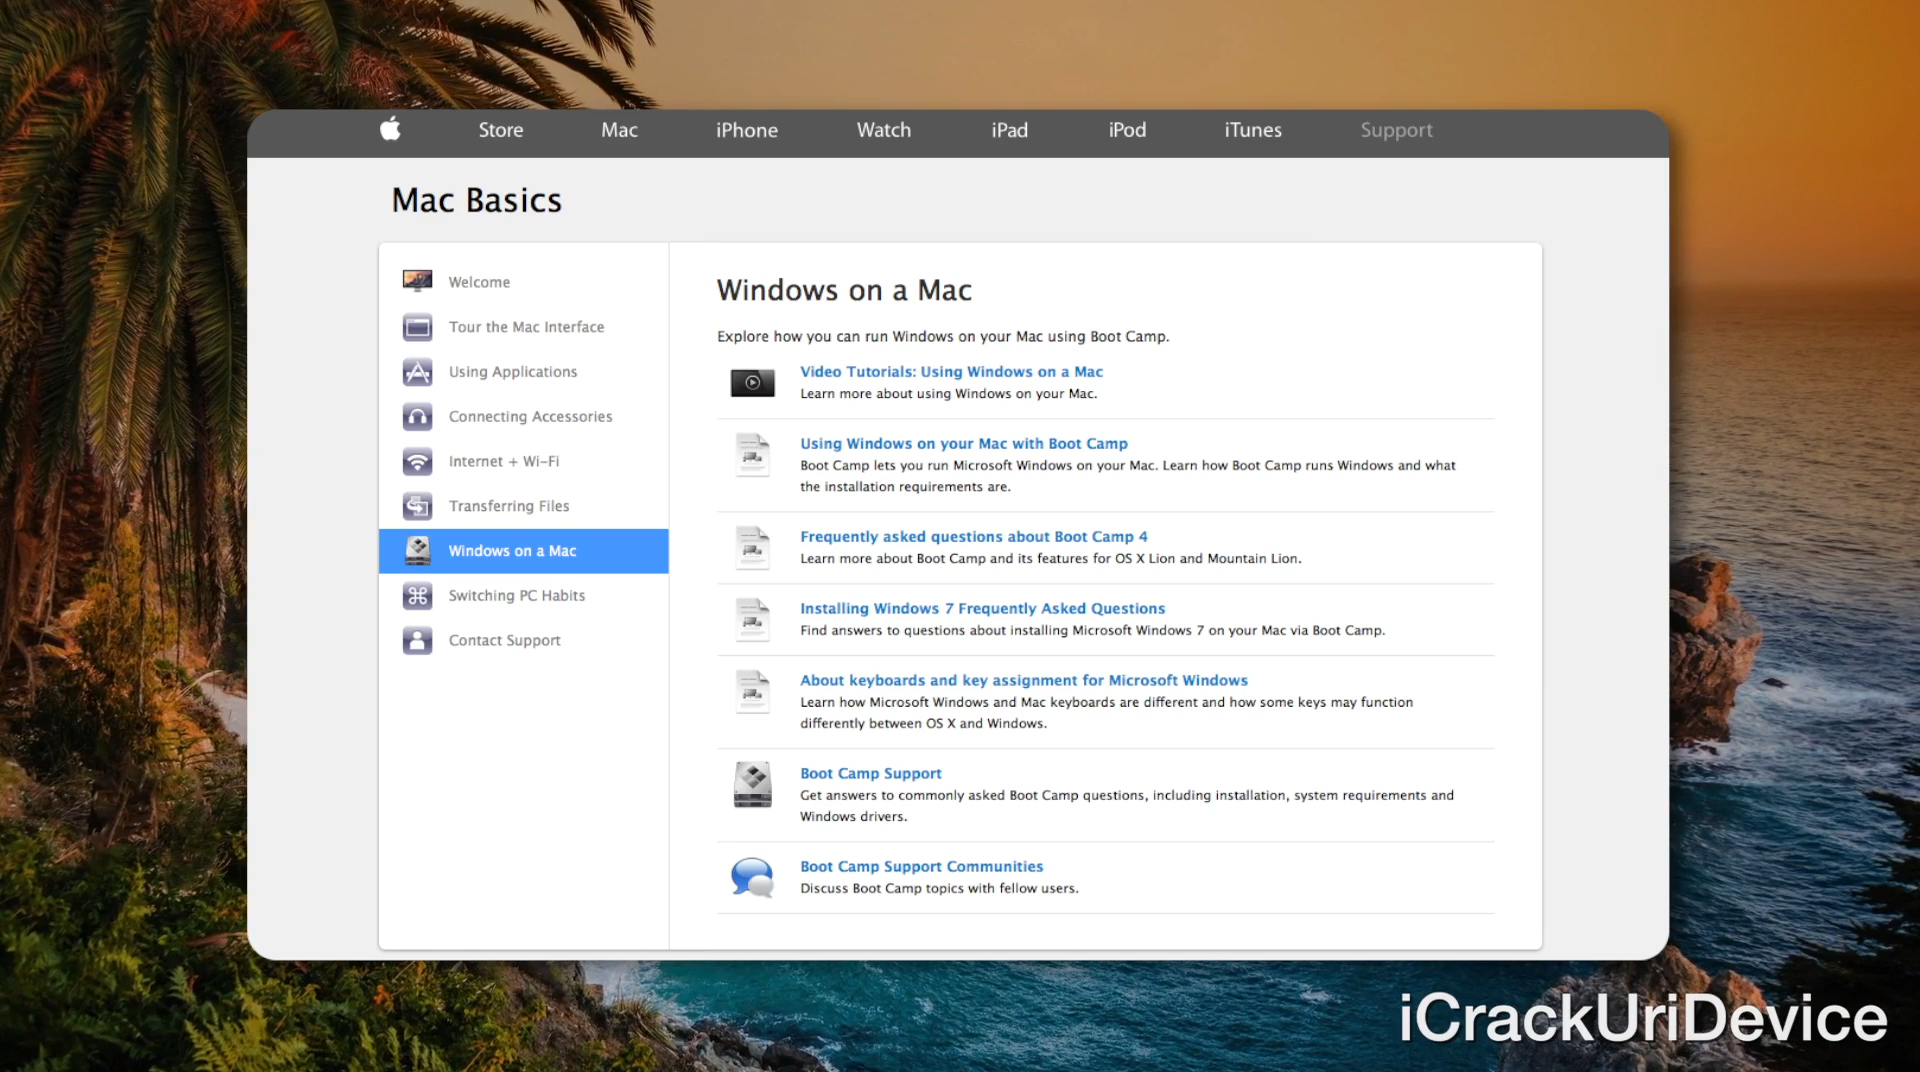 Store Mac iPhone Watch iPad iPod iTunes Support
Mac Basics
Welcome
Tour the Mac Interface
Using Applications
Connecting Accessories
Internet + Wi-Fi
Transferring Files
Windows on a Mac
Switching PC Habits
Contact Support
Windows on a Mac
Explore how you can run Windows on your Mac using Boot Camp.
Video Tutorials: Using Windows on a Mac
Learn more about using Windows on your Mac.
Using Windows on your Mac with Boot Camp
Boot Camp lets you run Microsoft Windows on your Mac. Learn how Boot Camp runs Windows and what
the installation requirements are.
Frequently asked questions about Boot Camp 4
Learn more about Boot Camp and its features for OS X Lion and Mountain Lion.
Installing Windows 7 Frequently Asked Questions
Find answers to questions about installing Microsoft Windows 7 on your Mac via Boot Camp.
About keyboards and key assignment for Microsoft Windows
Learn how Microsoft Windows and Mac keyboards are different and how some keys may function
differently between OS X and Windows.
Boot Camp Support
Get answers to commonly asked Boot Camp questions, including installation, system requirements and
Windows drivers.
Boot Camp Support Communities
Discuss Boot Camp topics with fellow users.
iCrackUriDevice